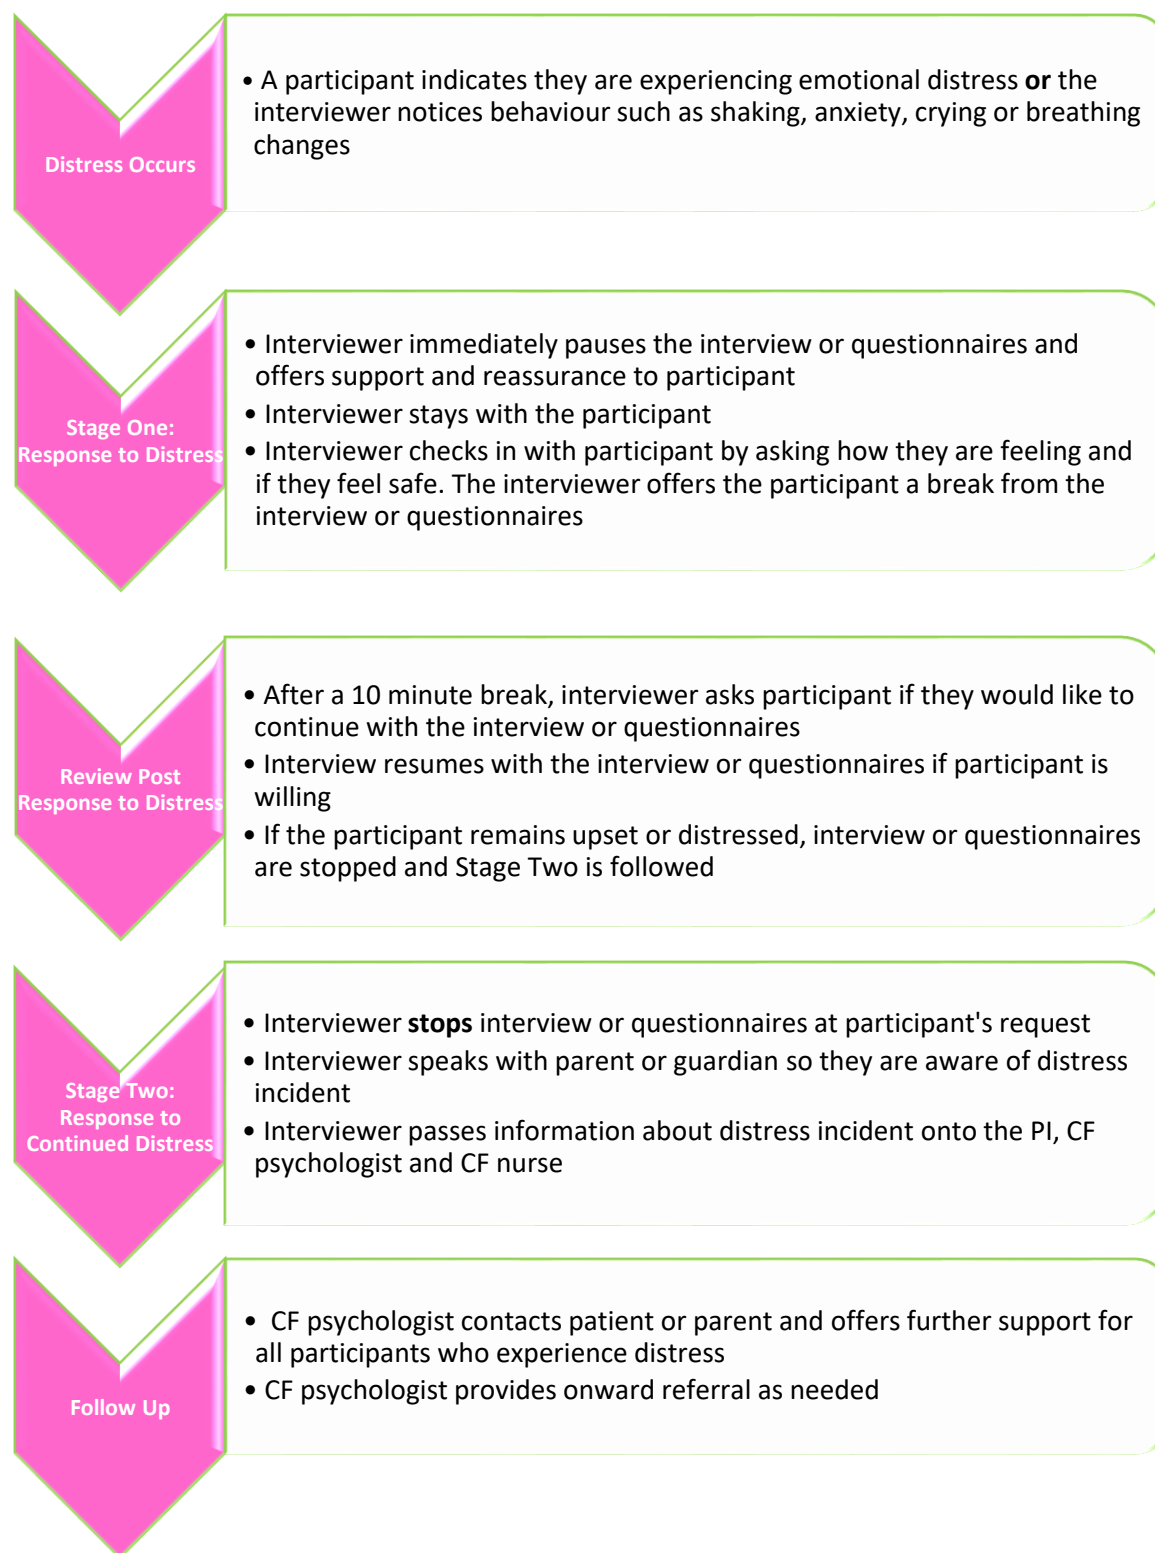 Distress Occurs
• A participant indicates they are experiencing emotional distress or the
interviewer notices behaviour such as shaking, anxiety, crying or breathing
changes
Stage One:
Response to Distress
• Interviewer immediately pauses the interview or questionnaires and
offers support and reassurance to participant
• Interviewer stays with the participant
• Interviewer checks in with participant by asking how they are feeling and
if they feel safe. The interviewer offers the participant a break from the
interview or questionnaires
Review Post
Response to Distress
• After a 10 minute break, interviewer asks participant if they would like to
continue with the interview or questionnaires
• Interview resumes with the interview or questionnaires if participant is
willing
• If the participant remains upset or distressed, interview or questionnaires
are stopped and Stage Two is followed
Stage Two:
Response to
Continued Distress
• Interviewer stops interview or questionnaires at participant's request
• Interviewer speaks with parent or guardian so they are aware of distress
incident
• Interviewer passes information about distress incident onto the PI, CF
psychologist and CF nurse
Follow Up
• CF psychologist contacts patient or parent and offers further support for
all participants who experience distress
• CF psychologist provides onward referral as needed